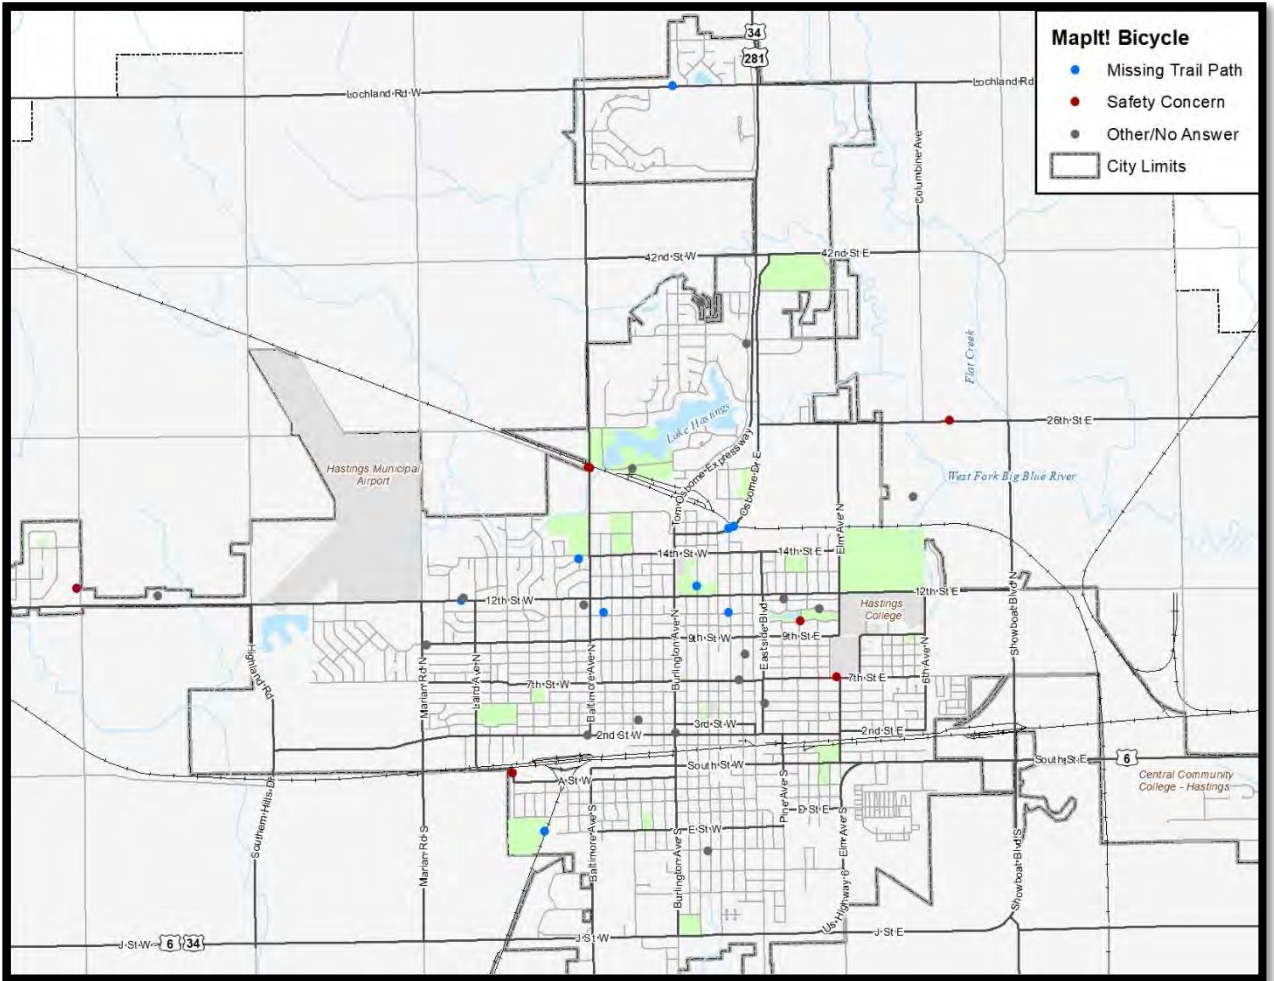 34
281
MapIt! Bicycle
Missing Trail Path
Safety Concern
Other/No Answer
City Limits
Lochland Rd W
Lochland Rd
Columbine Ave
42nd St W
42nd St E
Flat Creek
Lake Hastings
26th St E
Hastings Municipal
Airport
Tom Osborne Expressway
Osborne Dr E
West Fork Big Blue River
Elm Ave N
14th St W
14th St E
12th St W
12th St E
Hastings
College
Showboat Blvd N
Eastside Blvd
9th St W
9th St E
Burlington Ave N
Highland Rd
Marian Rd N
Laird Ave N
Baltimore Ave N
6th Ave N
7th St W
7th St E
3rd St W
2nd St W
2nd St E
South St W
South St E
6
A St W
Central Community
College - Hastings
Southern Hills D
Marian Rd S
Baltimore Ave S
Burlington Ave S
Pine Ave S
D St E
E St W
Elm Ave S
Us Highway 6
Showboat Blvd S
J St W
6
34
J St W
J St E